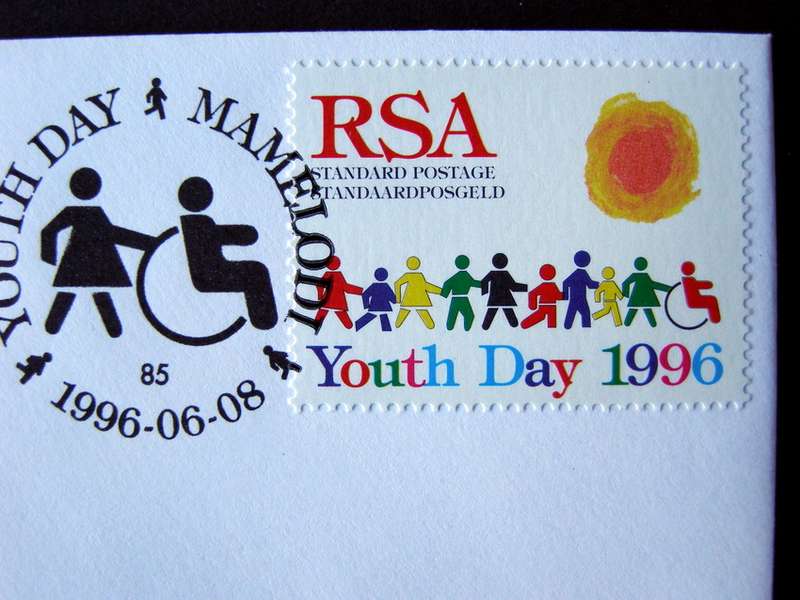 YOUTH DAY MAMELODI
85
1996-06-08
RSA
STANDARD POSTAGE
STANDAARDPOSGELD
Youth Day 1996